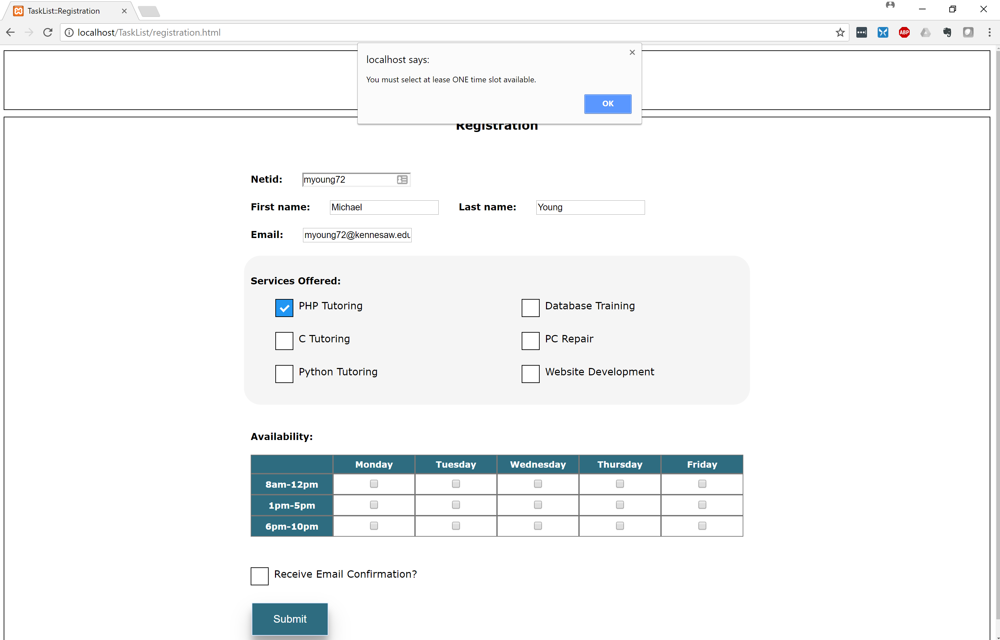 TaskList::Registration
localhost/TaskList/registration.html
ABP
localhost says:
You must select at lease ONE time slot available.
OK
Registration
Netid: myoung72
First name: Michael Last name: Young
Email: myoung72@kennesaw.edu
Services Offered:
PHP Tutoring Database Training
C Tutoring PC Repair
Python Tutoring Website Development
Availability:
Monday Tuesday Wednesday Thursday Friday
8am-12pm
1pm-5pm
6pm-10pm
Receive Email Confirmation?
Submit